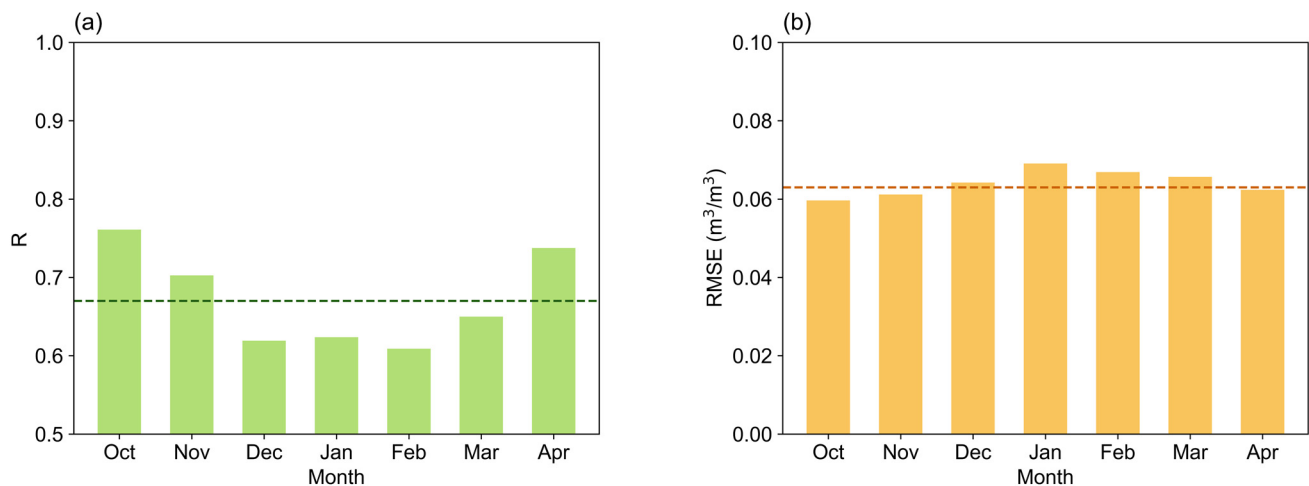 (a)
1.0
0.9
0.8
0.7
0.6
0.5
R
Oct Nov Dec Jan Feb Mar Apr
Month
(b)
0.10
0.08
0.06
0.04
0.02
0.00
RMSE (m³/m³)
Oct Nov Dec Jan Feb Mar Apr
Month